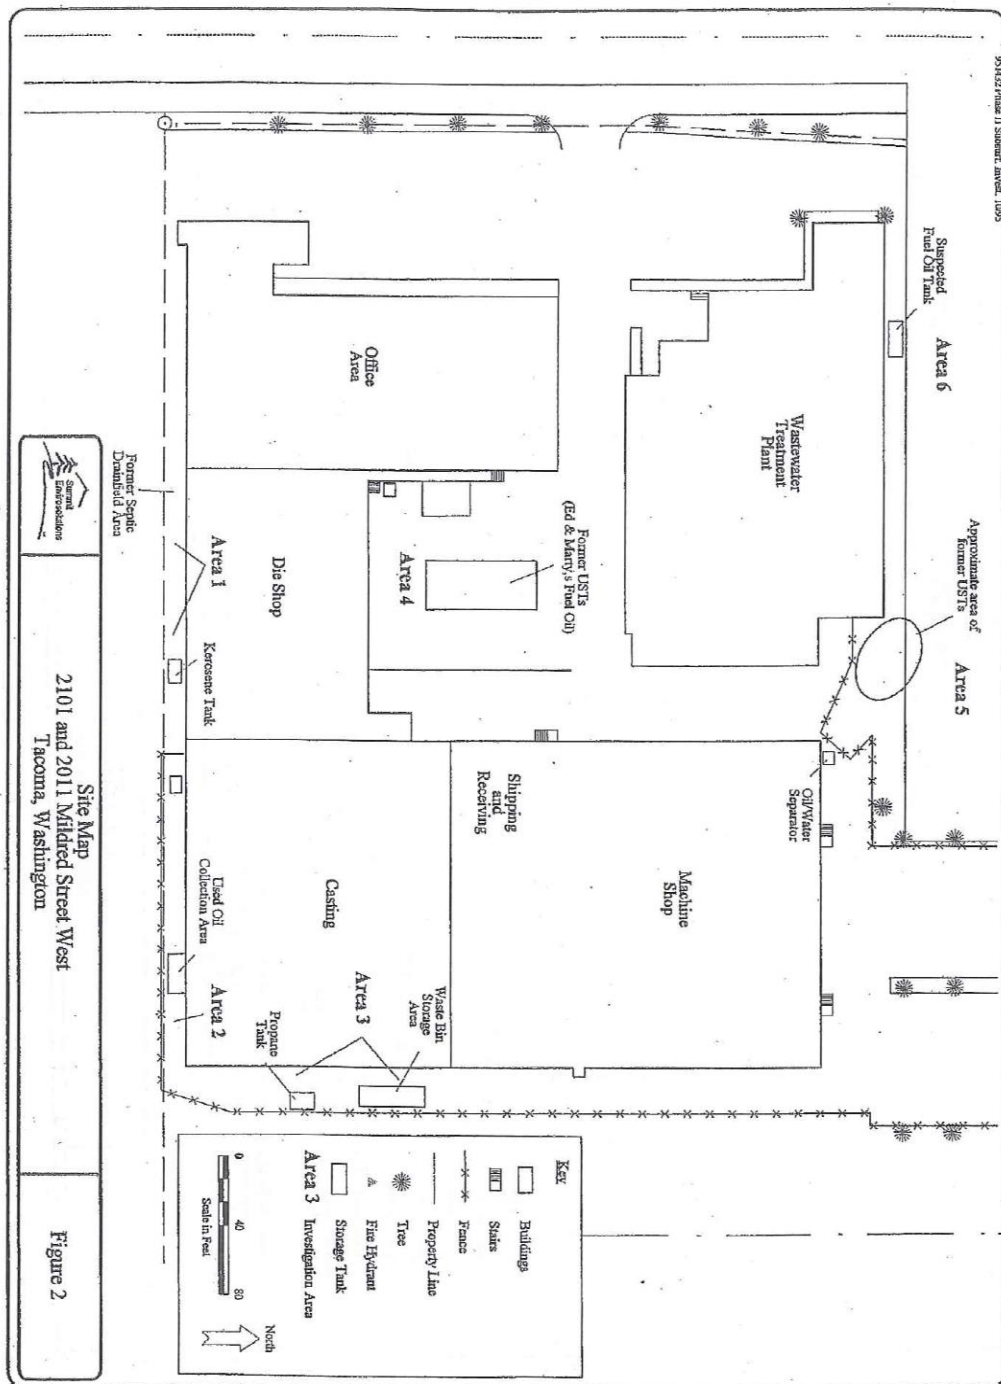 Suspected
Fuel Oil Tank
Area 6
Approximate area of
former USTs
Area 5
Wastewater
Treatment
Plant
Oil/Water
Separator
Former USTs
(Ed & Marty,s Fuel Oil)
Machine
Shop
Office
Area
Area 4
Shipping
and
Receiving
Die Shop
Casting
Waste Bin
Storage
Area
Area 3
Propane
Tank
Area 1
Kerosene Tank
Used Oil
Collection Area
Area 2
Former Septic
Drainfield Area
Key
Buildings
Stairs
Fence
Property Line
Tree
Fire Hydrant
Storage Tank
Area 3 Investigation Area
0 40 80
Scale in Feet
North
Summit
Envirosolutions
Site Map
2101 and 2011 Mildred Street West
Tacoma, Washington
Figure 2